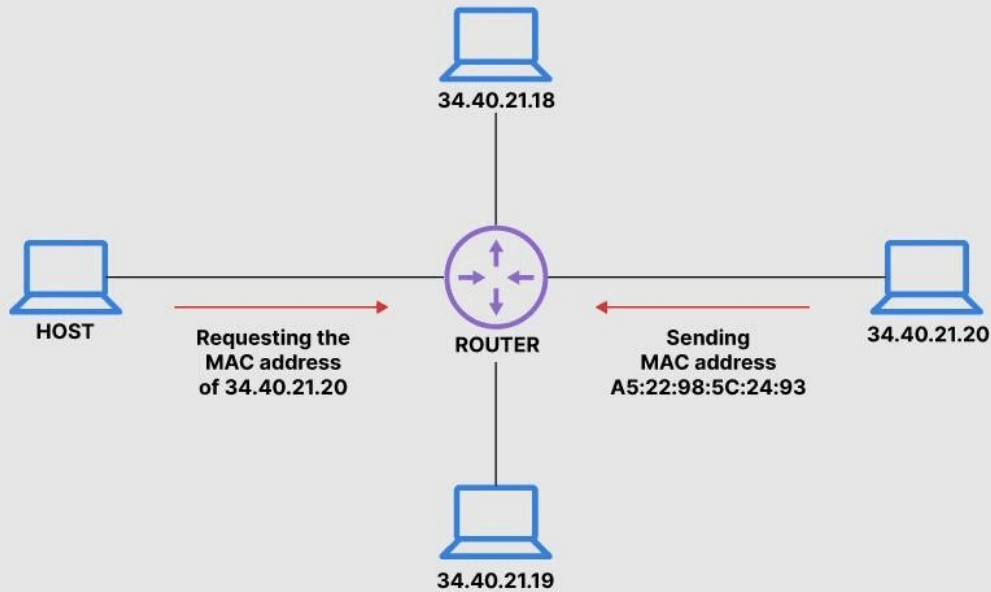 34.40.21.18
HOST
Requesting the
MAC address
of 34.40.21.20
ROUTER
Sending
MAC address
A5:22:98:5C:24:93
34.40.21.20
34.40.21.19